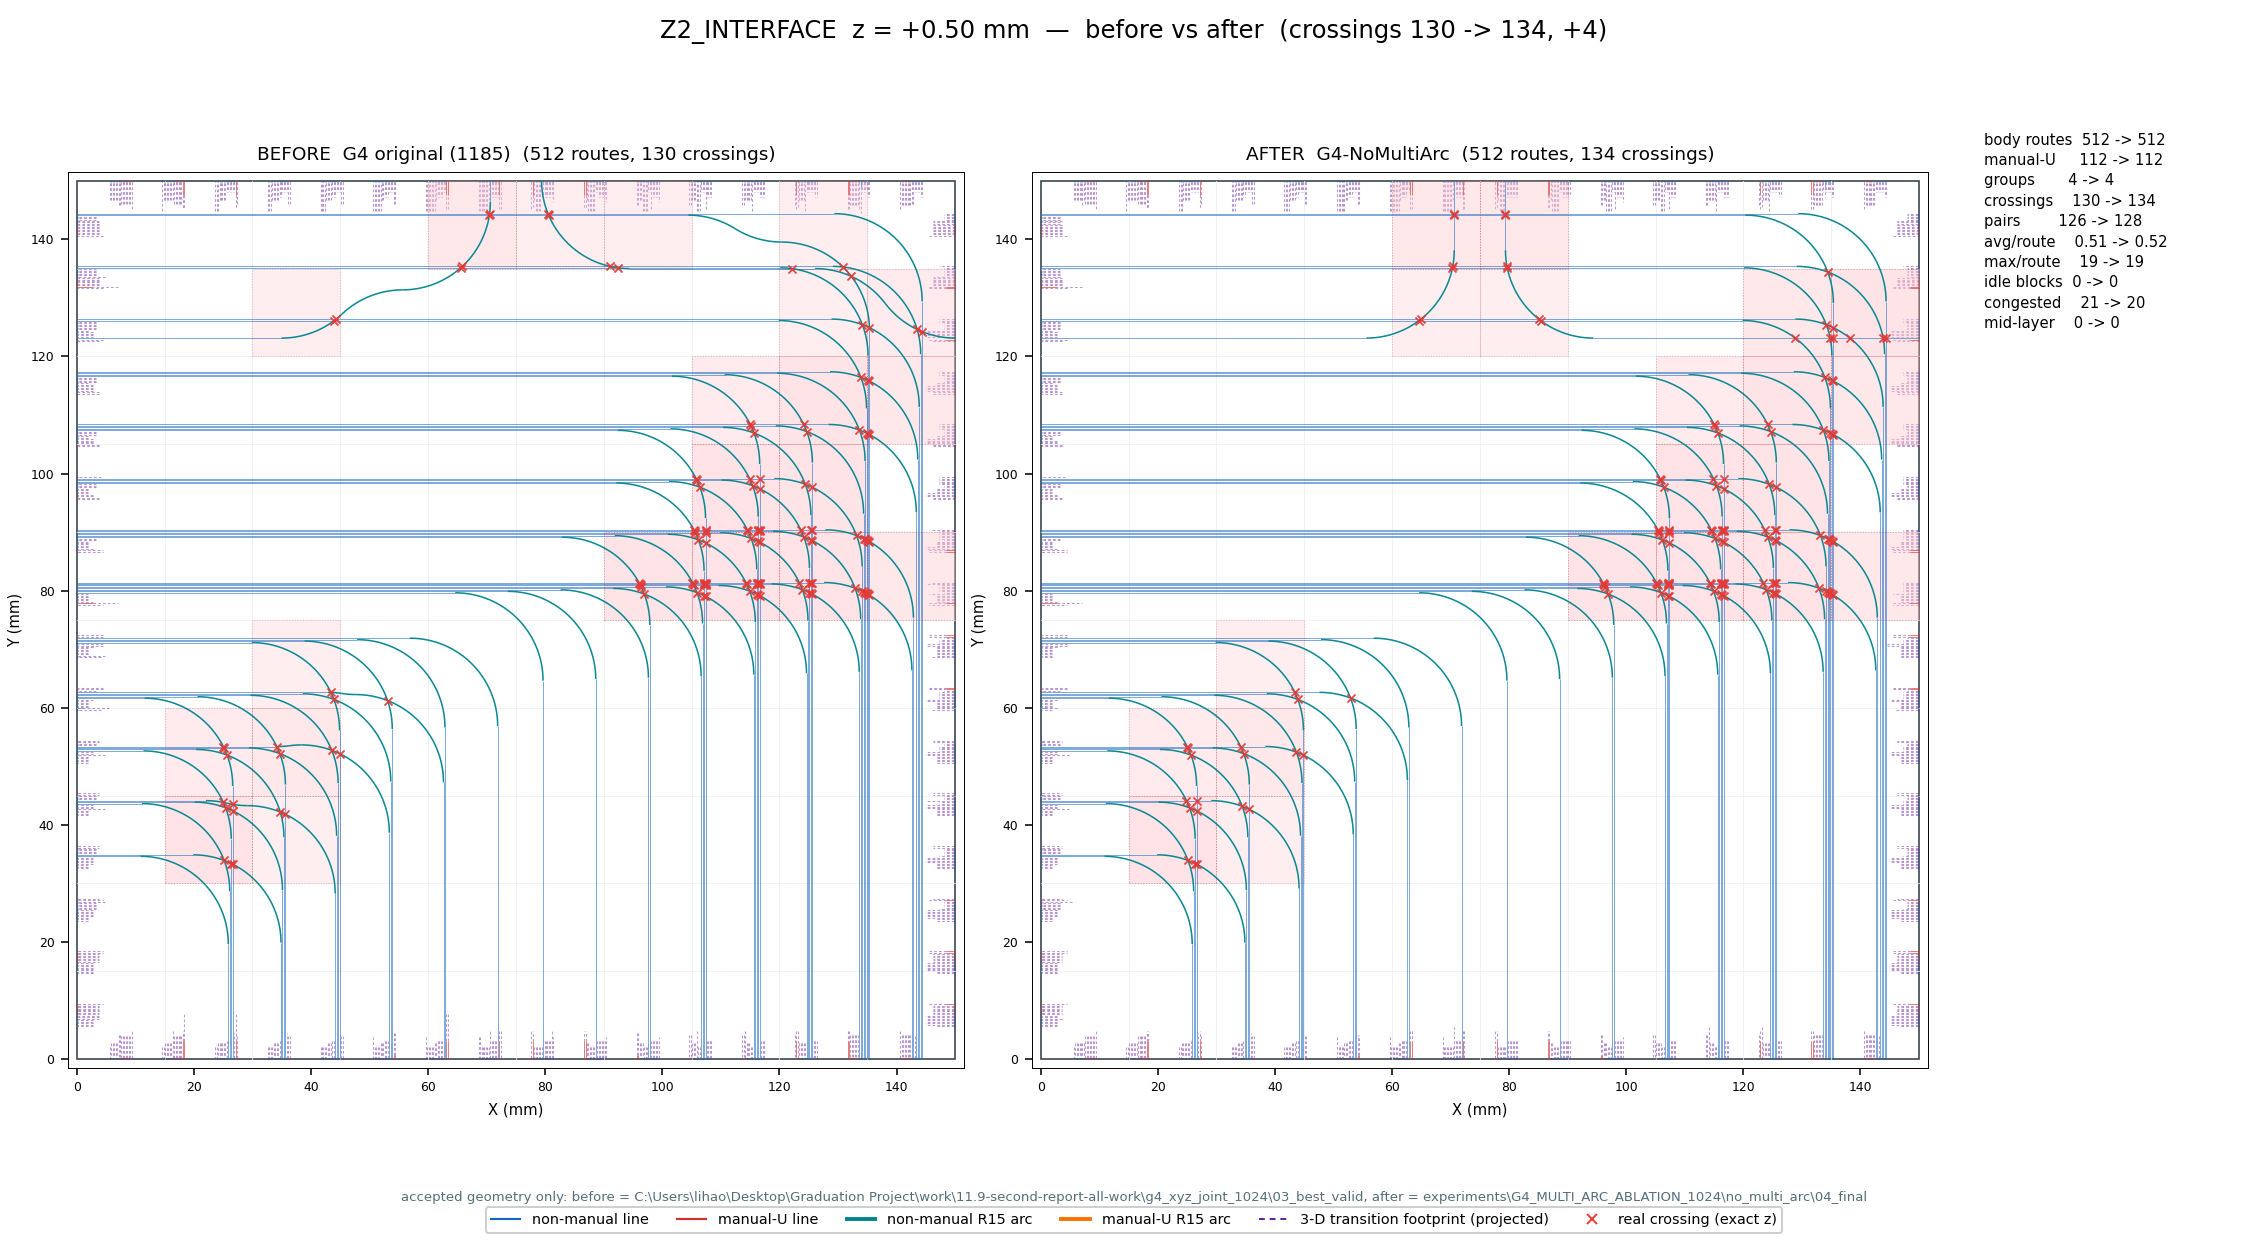 Z2_INTERFACE  z = +0.50 mm  —  before vs after  (crossings 130 -> 134, +4)
BEFORE  G4 original (1185)  (512 routes, 130 crossings)
AFTER  G4-NoMultiArc  (512 routes, 134 crossings)
body routes  512 -> 512
manual-U     112 -> 112
groups       4 -> 4
crossings    130 -> 134
pairs        126 -> 128
avg/route    0.51 -> 0.52
max/route    19 -> 19
idle blocks  0 -> 0
congested    21 -> 20
mid-layer    0 -> 0
Y (mm)
140
120
100
80
60
40
20
0
0 20 40 60 80 100 120 140
X (mm)
Y (mm)
140
120
100
80
60
40
20
0
0 20 40 60 80 100 120 140
X (mm)
accepted geometry only: before = C:\Users\lihao\Desktop\Graduation Project\work\11.9-second-report-all-work\g4_xyz_joint_1024\03_best_valid, after = experiments\G4_MULTI_ARC_ABLATION_1024\no_multi_arc\04_final
non-manual line  manual-U line  non-manual R15 arc  manual-U R15 arc  3-D transition footprint (projected)  real crossing (exact z)